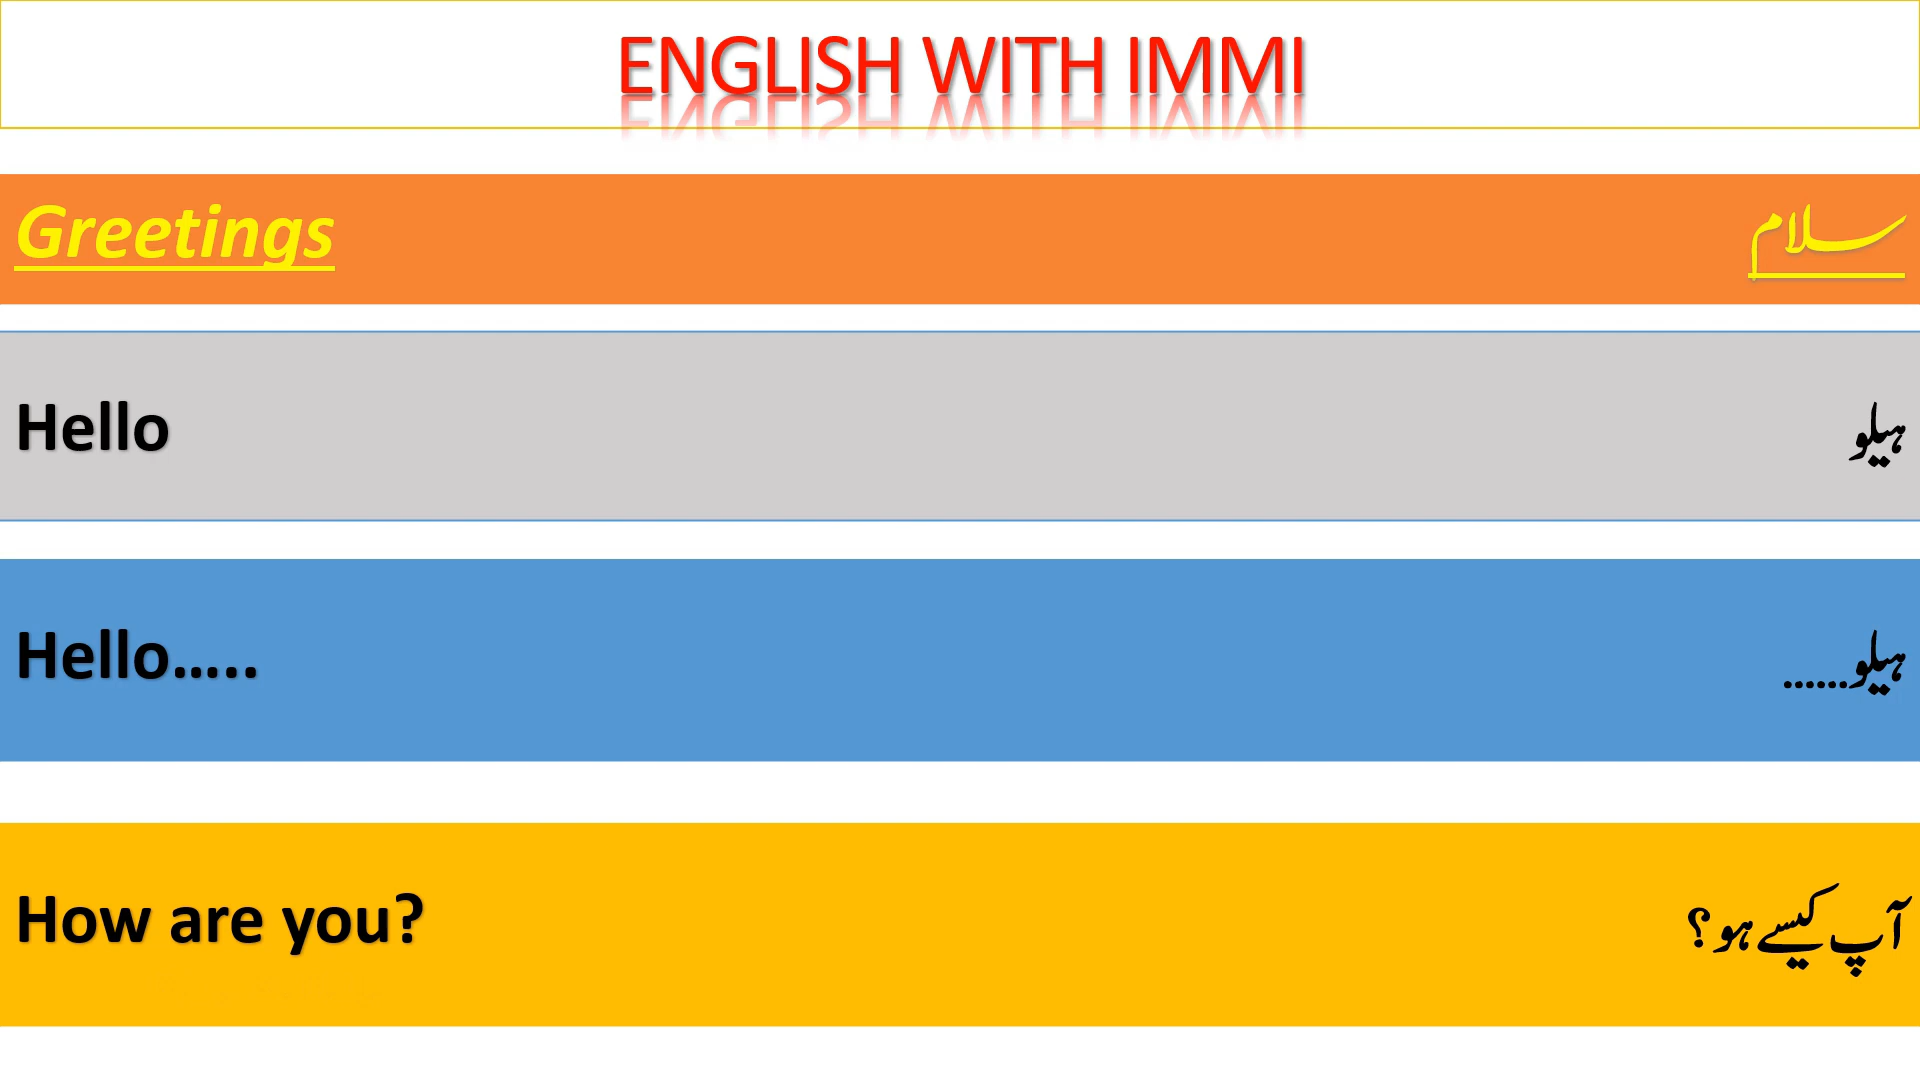 ENGLISH WITH IMMI
Greetings سلام
Hello ہیلو
Hello..... ہیلو......
How are you? آپ کیسے ہو؟